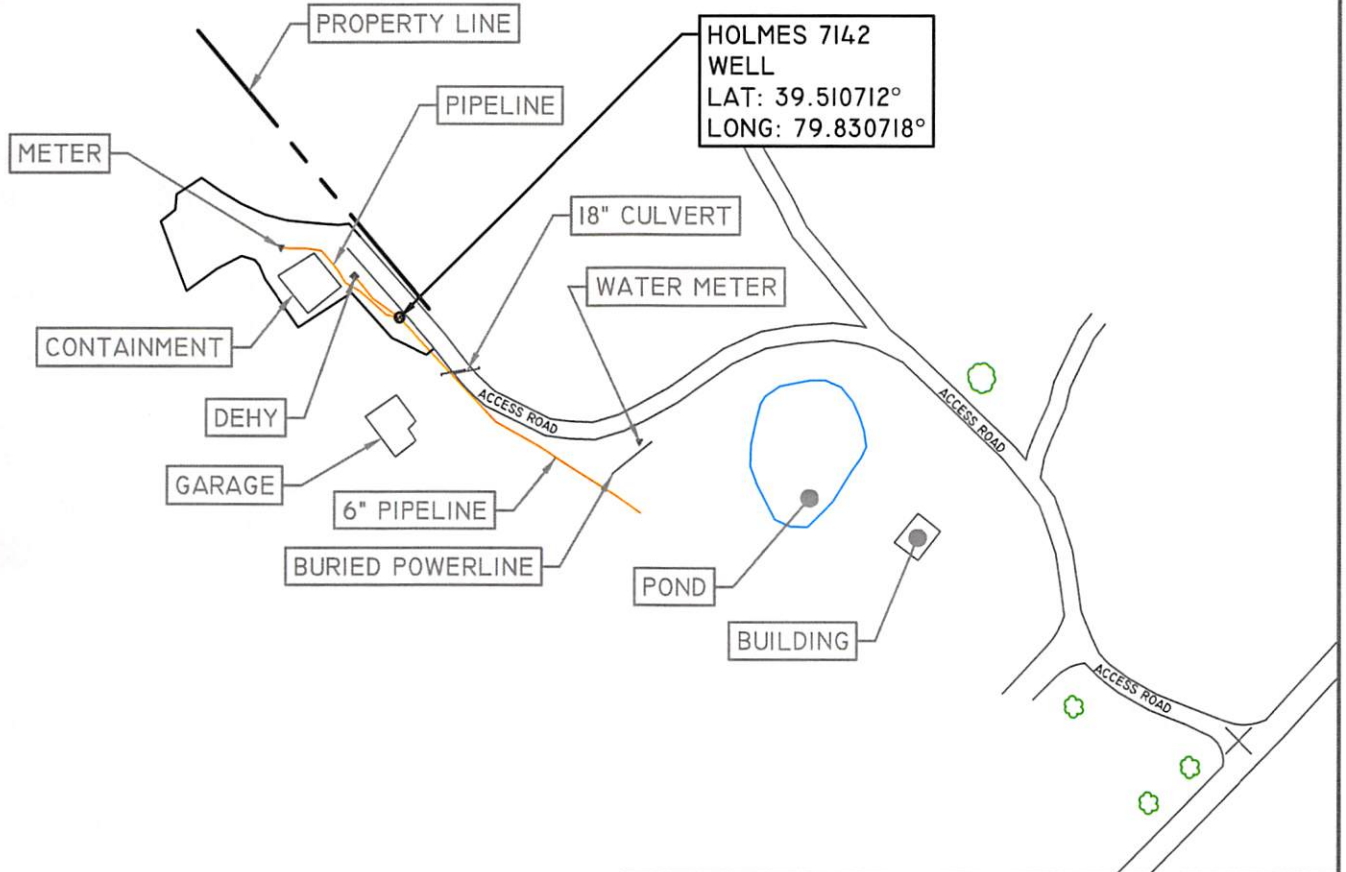 PROPERTY LINE
HOLMES 7142
WELL
LAT: 39.510712°
LONG: 79.830718°
PIPELINE
METER
18" CULVERT
WATER METER
CONTAINMENT
DEHY
ACCESS ROAD
ACCESS ROAD
GARAGE
6" PIPELINE
BURIED POWERLINE
POND
BUILDING
ACCESS ROAD